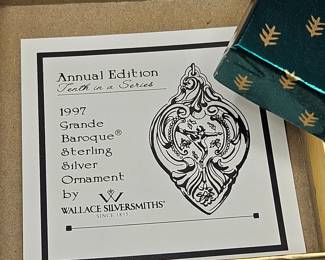 Annual Edition
Tenth in a Series
1997
Grande
Baroque®
Sterling
Silver
Ornament
by
WALLACE SILVERSMITHS®
SINCE 1835